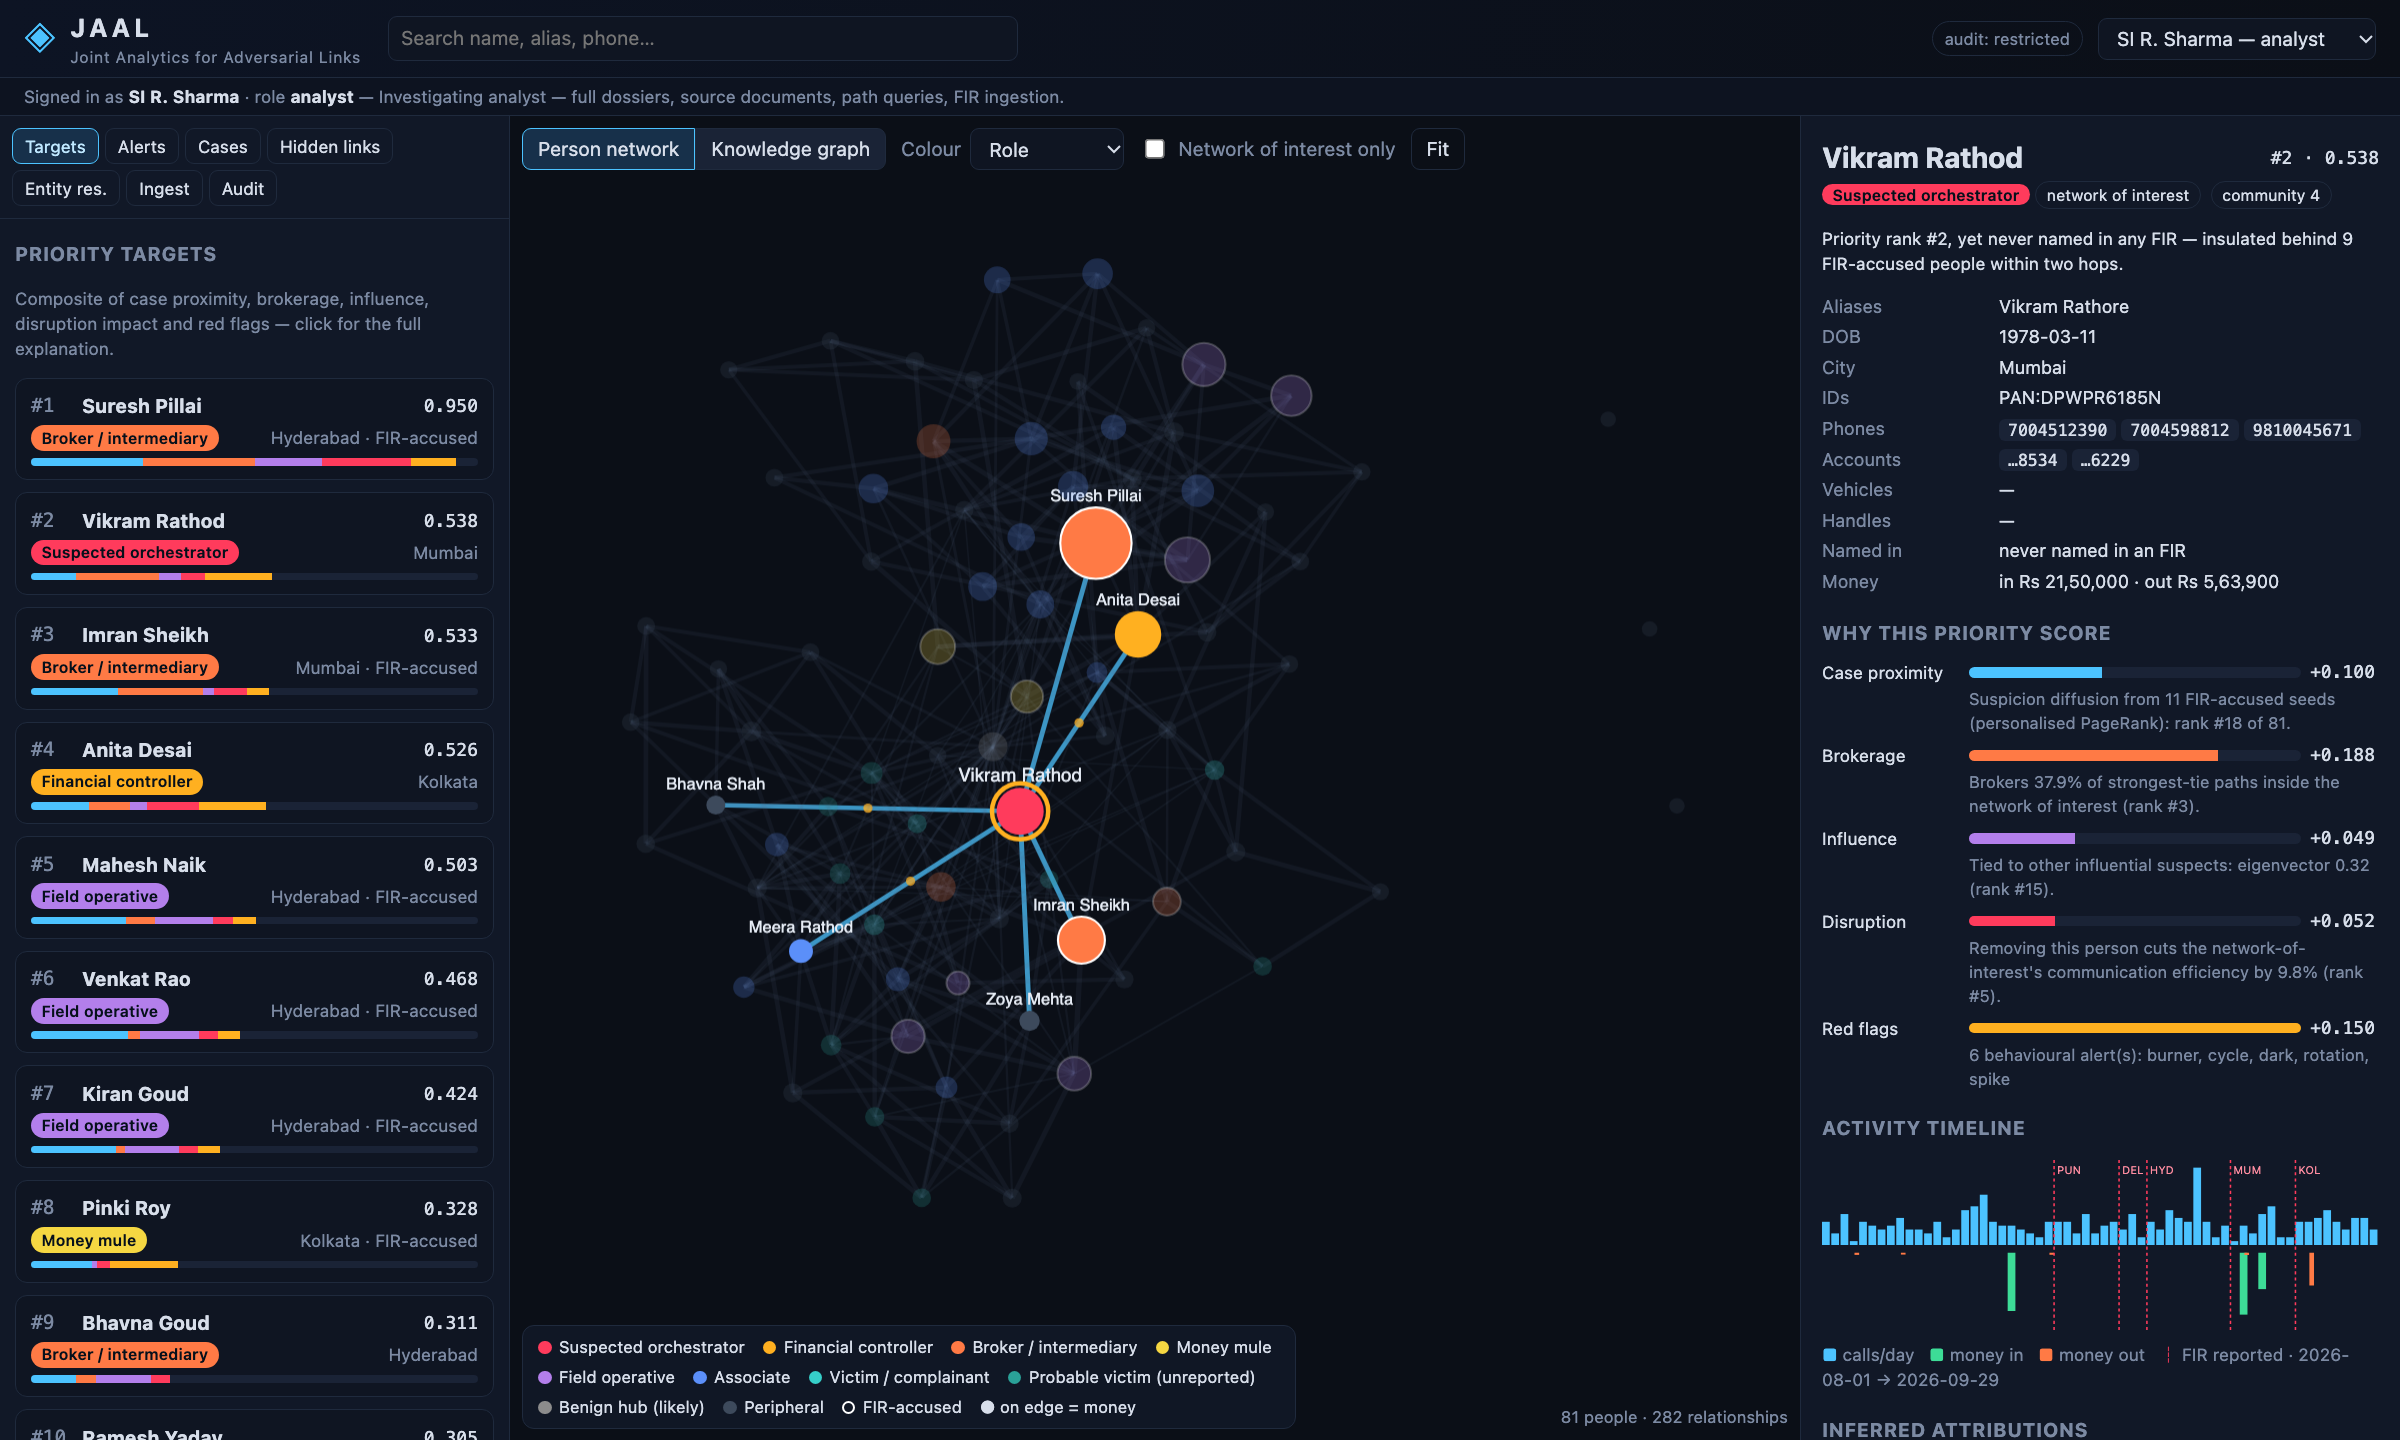 JAAL
Joint Analytics for Adversarial Links
Search name, alias, phone...
audit: restricted
SI R. Sharma — analyst
Signed in as SI R. Sharma · role analyst — Investigating analyst — full dossiers, source documents, path queries, FIR ingestion.
Targets
Alerts
Cases
Hidden links
Entity res.
Ingest
Audit
PRIORITY TARGETS
Composite of case proximity, brokerage, influence,
disruption impact and red flags — click for the full
explanation.
#1 Suresh Pillai 0.950
Broker / intermediary Hyderabad · FIR-accused
#2 Vikram Rathod 0.538
Suspected orchestrator Mumbai
#3 Imran Sheikh 0.533
Broker / intermediary Mumbai · FIR-accused
#4 Anita Desai 0.526
Financial controller Kolkata
#5 Mahesh Naik 0.503
Field operative Hyderabad · FIR-accused
#6 Venkat Rao 0.468
Field operative Hyderabad · FIR-accused
#7 Kiran Goud 0.424
Field operative Hyderabad · FIR-accused
#8 Pinki Roy 0.328
Money mule Kolkata · FIR-accused
#9 Bhavna Goud 0.311
Broker / intermediary Hyderabad
#10 Ramesh Yadav 0.305
Person network
Knowledge graph
Colour
Role
Network of interest only
Fit
Suresh Pillai
Anita Desai
Vikram Rathod
Bhavna Shah
Imran Sheikh
Meera Rathod
Zoya Mehta
Suspected orchestrator Financial controller Broker / intermediary Money mule
Field operative Associate Victim / complainant Probable victim (unreported)
Benign hub (likely) Peripheral FIR-accused on edge = money
81 people · 282 relationships
Vikram Rathod #2 · 0.538
Suspected orchestrator network of interest community 4
Priority rank #2, yet never named in any FIR — insulated behind 9
FIR-accused people within two hops.
Aliases Vikram Rathore
DOB 1978-03-11
City Mumbai
IDs PAN:DPWPR6185N
Phones 7004512390 7004598812 9810045671
Accounts …8534 …6229
Vehicles —
Handles —
Named in never named in an FIR
Money in Rs 21,50,000 · out Rs 5,63,900
WHY THIS PRIORITY SCORE
Case proximity +0.100
Suspicion diffusion from 11 FIR-accused seeds
(personalised PageRank): rank #18 of 81.
Brokerage +0.188
Brokers 37.9% of strongest-tie paths inside the
network of interest (rank #3).
Influence +0.049
Tied to other influential suspects: eigenvector 0.32
(rank #15).
Disruption +0.052
Removing this person cuts the network-of-
interest's communication efficiency by 9.8% (rank
#5).
Red flags +0.150
6 behavioural alert(s): burner, cycle, dark, rotation,
spike
ACTIVITY TIMELINE
PUN DEL HYD MUM KOL
calls/day money in money out FIR reported · 2026-
08-01 → 2026-09-29
INFERRED ATTRIBUTIONS